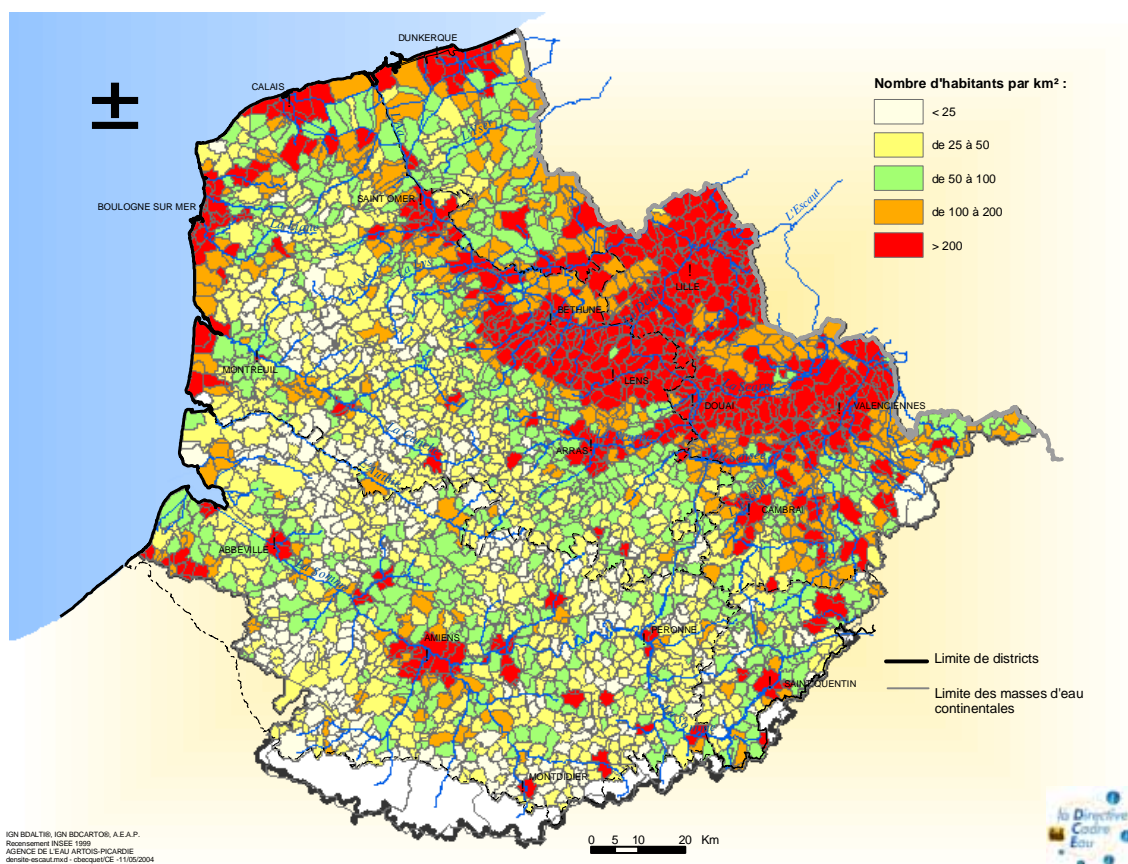 DUNKERQUE
CALAIS
Nombre d'habitants par km² :
< 25
de 25 à 50
de 50 à 100
de 100 à 200
> 200
SAINT OMER
BOULOGNE SUR MER
L'Escaut
LILLE
BETHUNE
MONTREUIL
LENS
DOUAI
VALENCIENNES
ARRAS
CAMBRAI
ABBEVILLE
AMIENS
PERONNE
SAINT QUENTIN
Limite de districts
Limite des masses d'eau
continentales
MONTDIDIER
0 5 10 20 Km
IGN BDALTI®, IGN BDCARTO®, A.E.A.P.
Recensement INSEE 1999
AGENCE DE L'EAU ARTOIS-PICARDIE
densite-escaut.mxd - cbecquet/CE -11/05/2004
la Directive
Cadre
Eau